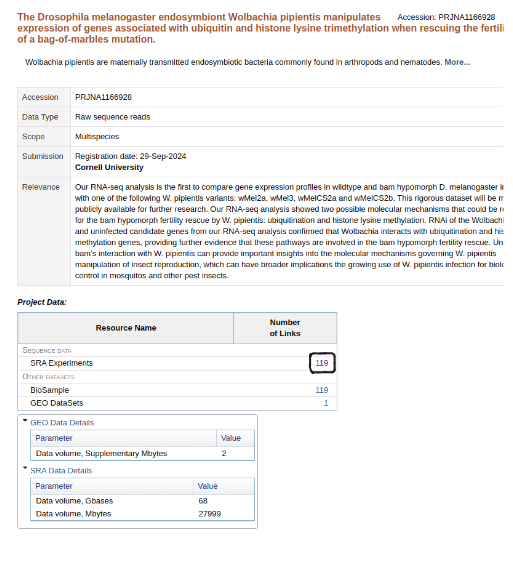 The Drosophila melanogaster endosymbiont Wolbachia pipientis manipulates
Accession: PRJNA1166928
expression of genes associated with ubiquitin and histone lysine trimethylation when rescuing the fertili
of a bag-of-marbles mutation.
Wolbachia pipientis are maternally transmitted endosymbiotic bacteria commonly found in arthropods and nematodes. More...
Accession PRJNA1166928
Data Type Raw sequence reads
Scope Multispecies
Submission Registration date: 29-Sep-2024
Cornell University
Relevance Our RNA-seq analysis is the first to compare gene expression profiles in wildtype and bam hypomorph D. melanogaster in
with one of the following W. pipientis variants: wMel2a, wMel3, wMelCS2a and wMelCS2b. This rigorous dataset will be m
publicly available for further research. Our RNA-seq analysis showed two possible molecular mechanisms that could be re
for the bam hypomorph fertility rescue by W. pipientis: ubiquitination and histone lysine methylation. RNAi of the Wolbachi
and uninfected candidate genes from our RNA-seq analysis confirmed that Wolbachia interacts with ubiquitination and his
methylation genes, providing further evidence that these pathways are involved in the bam hypomorph fertility rescue. Un
bam's interaction with W. pipientis can provide important insights into the molecular mechanisms governing W. pipientis
manipulation of insect reproduction, which can have broader implications the growing use of W. pipientis infection for biolo
control in mosquitos and other pest insects.
Project Data:
Resource Name Number
of Links
SEQUENCE DATA
SRA Experiments 119
OTHER DATASETS
BioSample 119
GEO DataSets 1
GEO Data Details
Parameter Value
Data volume, Supplementary Mbytes 2
SRA Data Details
Parameter Value
Data volume, Gbases 68
Data volume, Mbytes 27999